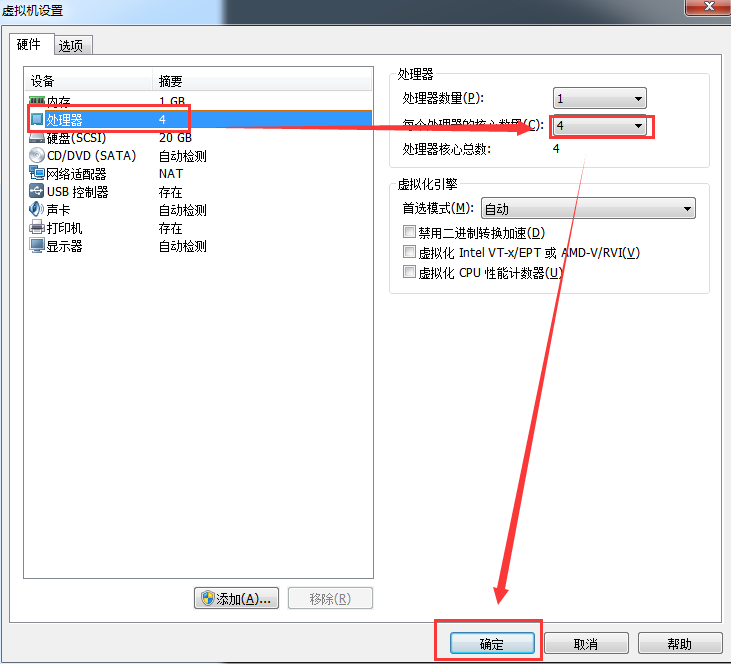 虚拟机设置
硬件 选项
设备 摘要
内存 1 GB
处理器 4
硬盘(SCSI) 20 GB
CD/DVD (SATA) 自动检测
网络适配器 NAT
USB 控制器 存在
声卡 自动检测
打印机 存在
显示器 自动检测
添加(A)... 移除(R)
处理器
处理器数量(P): 1
每个处理器的核心数量(C): 4
处理器核心总数: 4
虚拟化引擎
首选模式(M): 自动
禁用二进制转换加速(D)
虚拟化 Intel VT-x/EPT 或 AMD-V/RVI(V)
虚拟化 CPU 性能计数器(U)
确定 取消 帮助